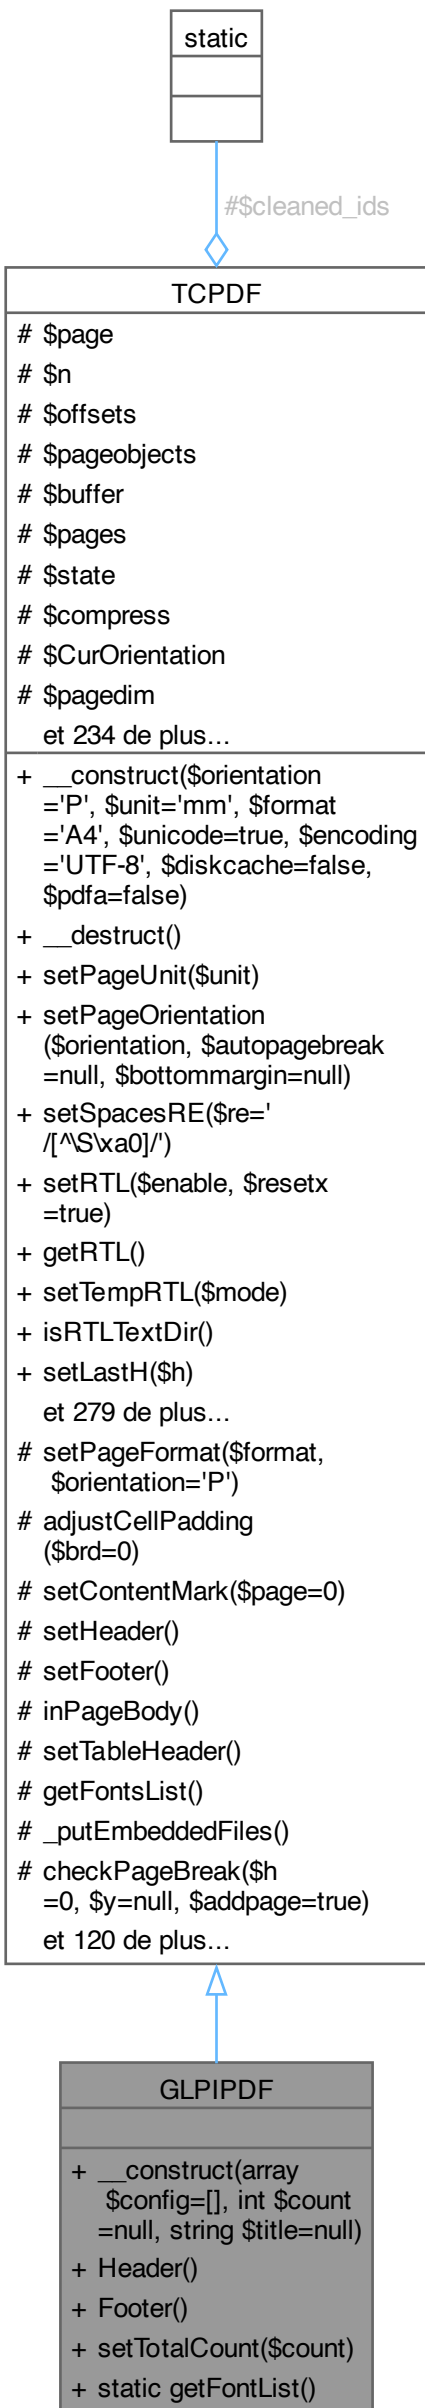 static
#$cleaned_ids
TCPDF
# $page
# $n
# $offsets
# $pageobjects
# $buffer
# $pages
# $state
# $compress
# $CurOrientation
# $pagedim
et 234 de plus...
+ __construct($orientation
='P', $unit='mm', $format
='A4', $unicode=true, $encoding
='UTF-8', $diskcache=false,
$pdfa=false)
+ __destruct()
+ setPageUnit($unit)
+ setPageOrientation
($orientation, $autopagebreak
=null, $bottommargin=null)
+ setSpacesRE($re='
/[^\S\xa0]/')
+ setRTL($enable, $resetx
=true)
+ getRTL()
+ setTempRTL($mode)
+ isRTLTextDir()
+ setLastH($h)
et 279 de plus...
# setPageFormat($format,
$orientation='P')
# adjustCellPadding
($brd=0)
# setContentMark($page=0)
# setHeader()
# setFooter()
# inPageBody()
# setTableHeader()
# getFontsList()
# _putEmbeddedFiles()
# checkPageBreak($h
=0, $y=null, $addpage=true)
et 120 de plus...
GLPIPDF
+ __construct(array
$config=[], int $count
=null, string $title=null)
+ Header()
+ Footer()
+ setTotalCount($count)
+ static getFontList()